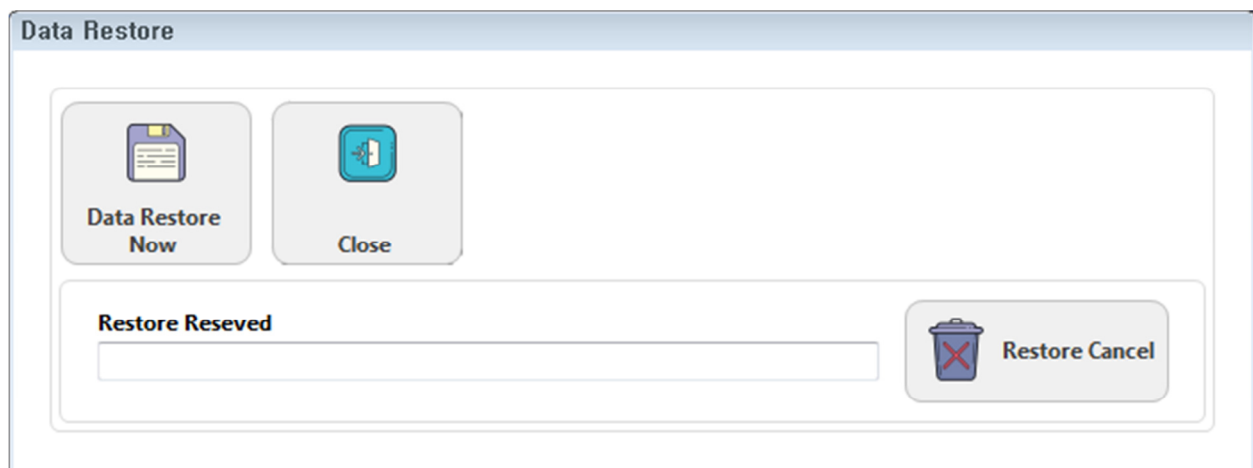 Data Restore
Data Restore
Now
Close
Restore Reseved
Restore Cancel